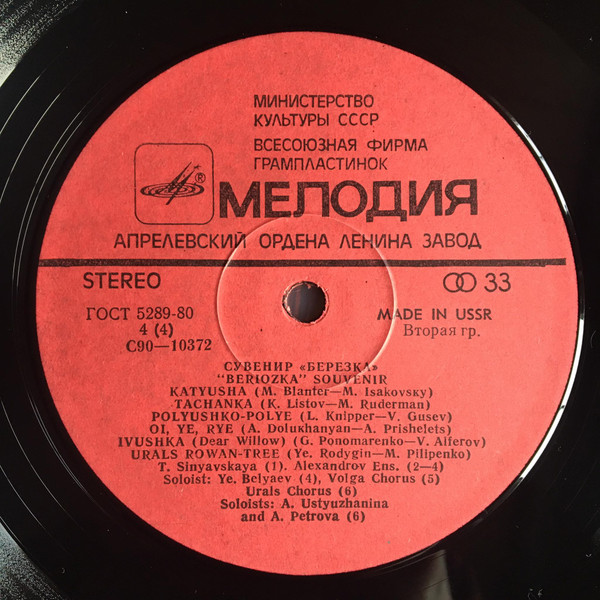 МИНИСТЕРСТВО
КУЛЬТУРЫ СССР
ВСЕСОЮЗНАЯ ФИРМА
ГРАМПЛАСТИНОК
®
МЕЛОДИЯ
АПРЕЛЕВСКИЙ ОРДЕНА ЛЕНИНА ЗАВОД
STEREO
33
ГОСТ 5289-80
MADE IN USSR
4 (4)
Вторая гр.
С90—10372
СУВЕНИР «БЕРЕЗКА»
"BERIOZKA" SOUVENIR
KATYUSHA (M. Blanter—M. Isakovsky)
TACHANKA (K. Listov—M. Ruderman)
POLYUSHKO-POLYE (L. Knipper—V. Gusev)
OI, YE, RYE (A. Dolukhanyan—A. Prishelets)
IVUSHKA (Dear Willow) (G. Ponomarenko—V. Alferov)
URALS ROWAN-TREE (Ye. Rodygin—M. Pilipenko)
T. Sinyavskaya (1). Alexandrov Ens. (2—4)
Soloist: Ye. Belyaev (4), Volga Chorus (5)
Urals Chorus (6)
Soloists: A. Ustyuzhanina
and A. Petrova (6)